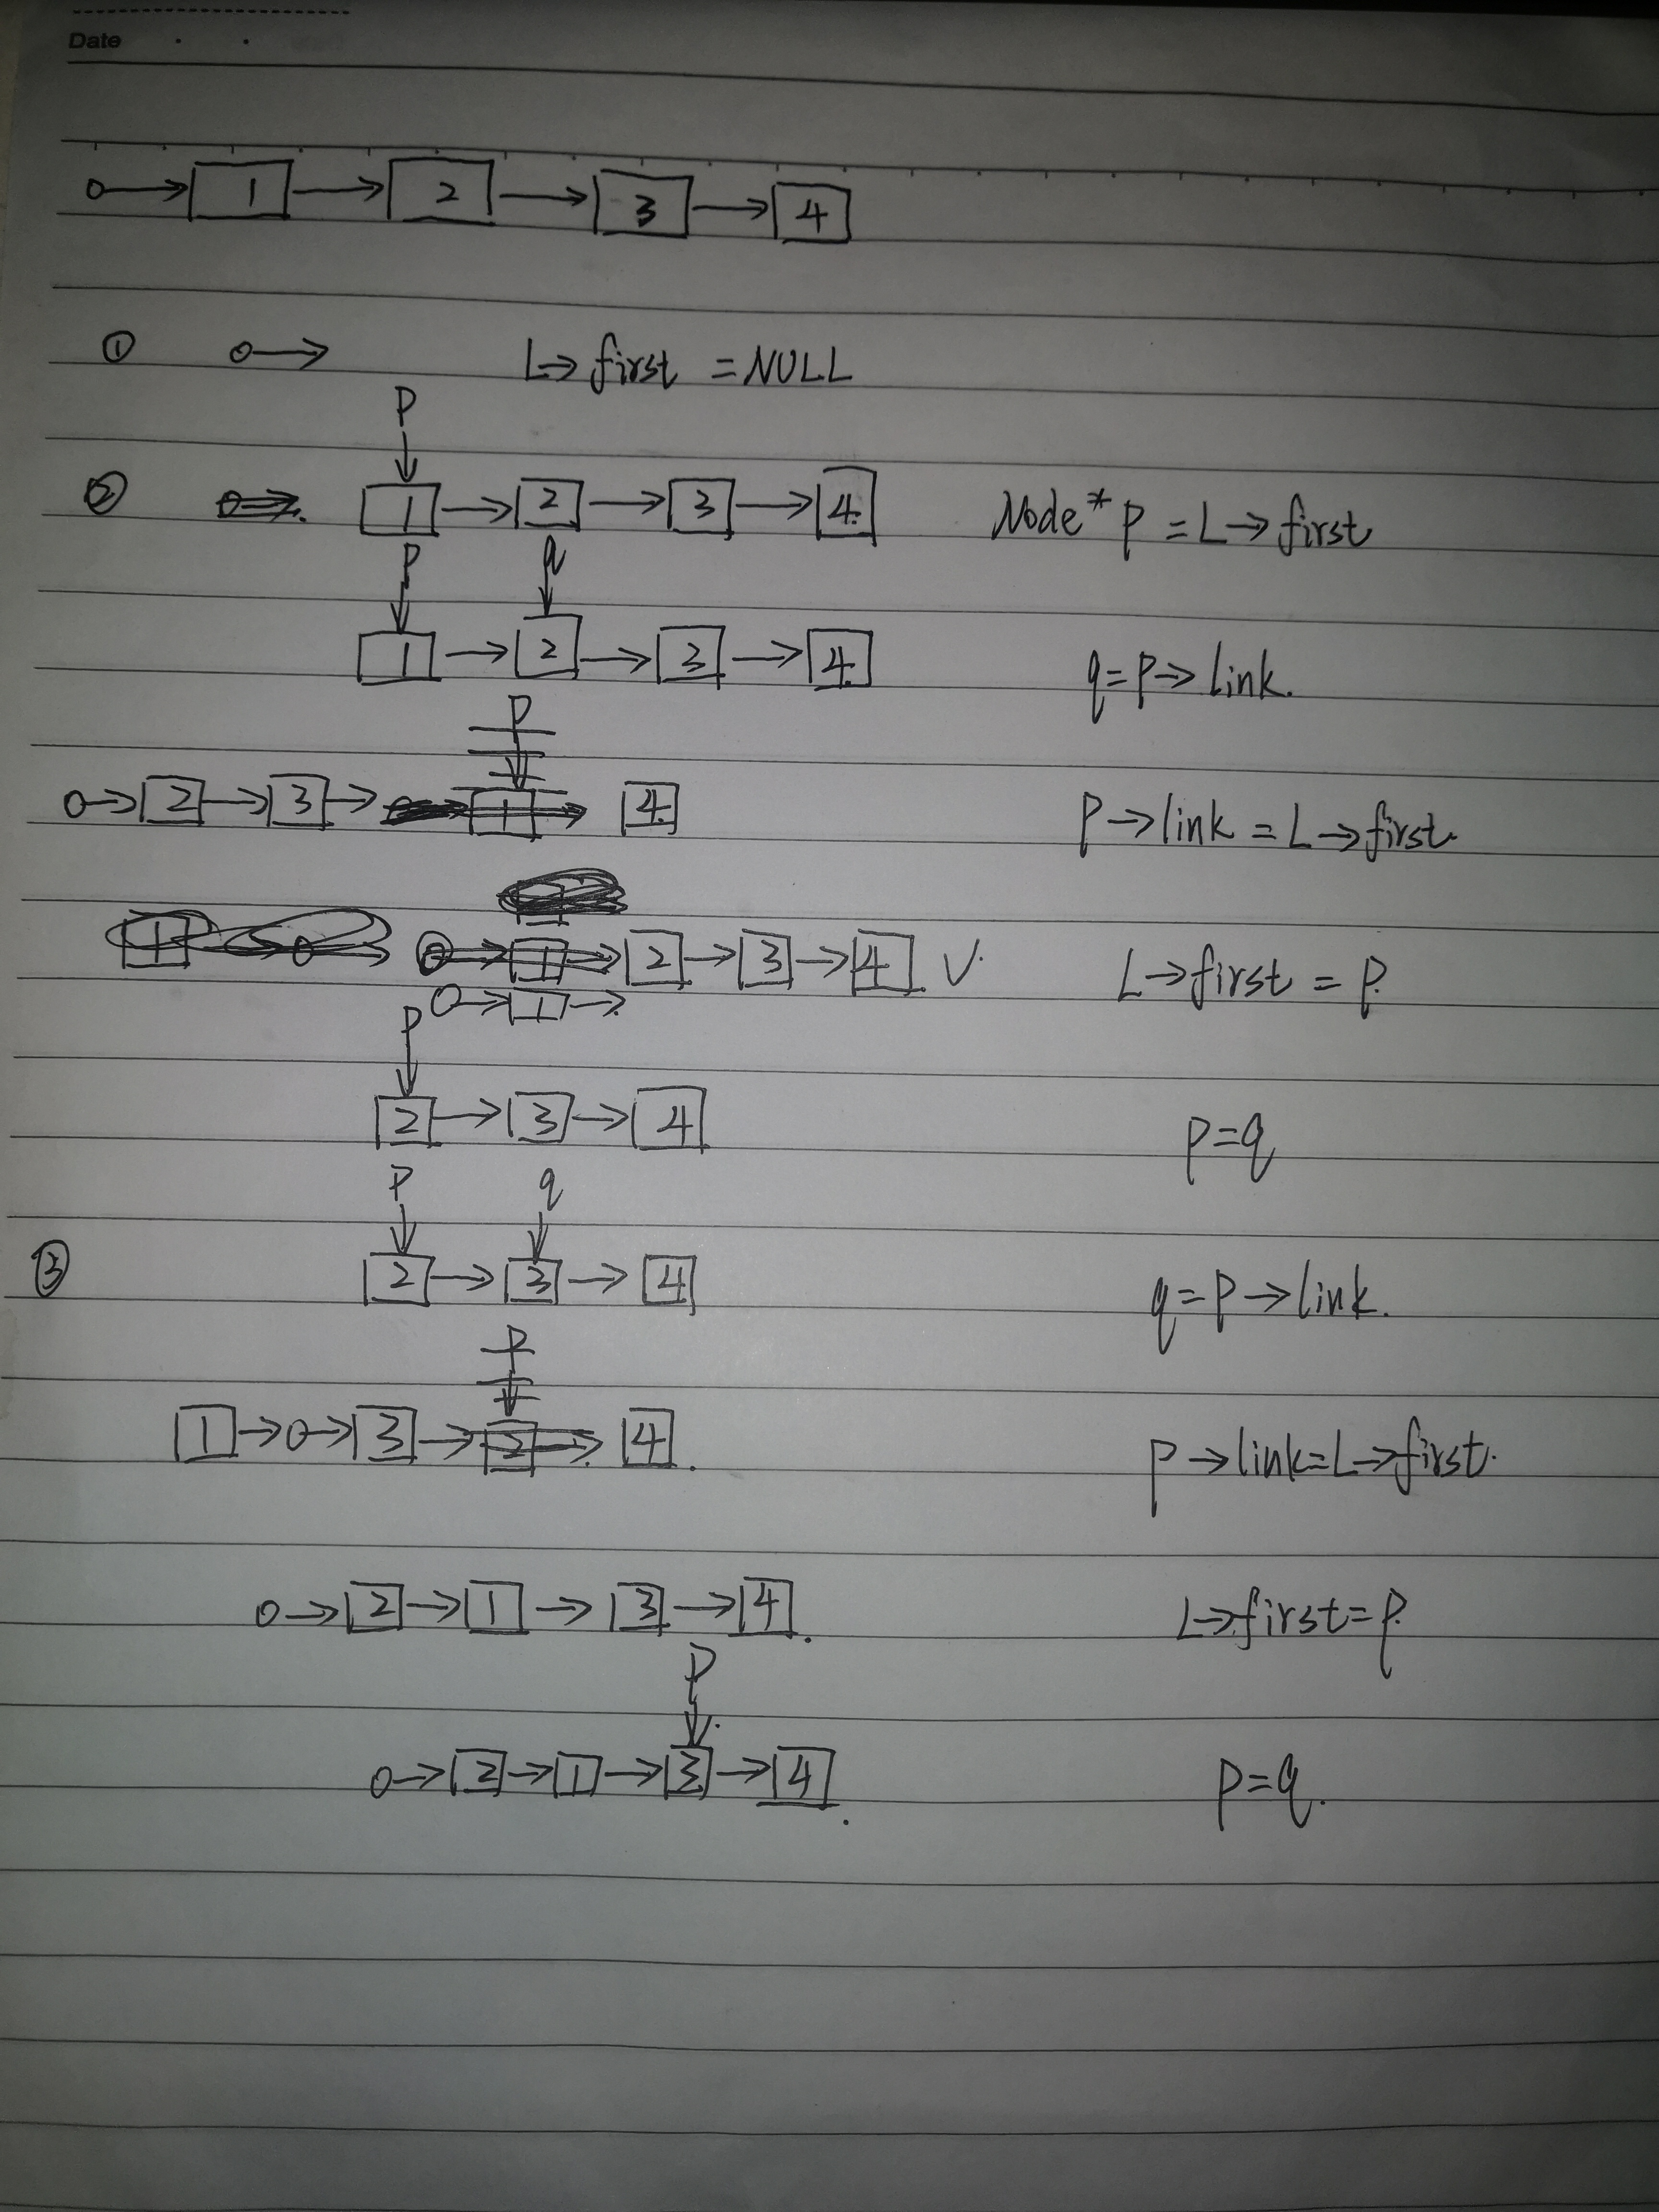 Date
o→ 1 → 2 → 3 → 4
① o→ L→first = NULL
P
② 1 → 2 → 3 → 4 Node* P = L→first
P q
1 → 2 → 3 → 4 q=P→link.
P
o→ 2 → 3 → 1 → 4 P→link = L→first.
o→ 1 → 2 → 3 → 4 ✓. L→first = P.
o→ 1 →
P
2 → 3 → 4 P=q
P q
③ 2 → 3 → 4 q=P→link.
P
1 → o→ 3 → 2 → 4 . P→link=L→first.
o→ 2 → 1 → 3 → 4 . L→first=P.
P
o→ 2 → 1 → 3 → 4 . P=q.